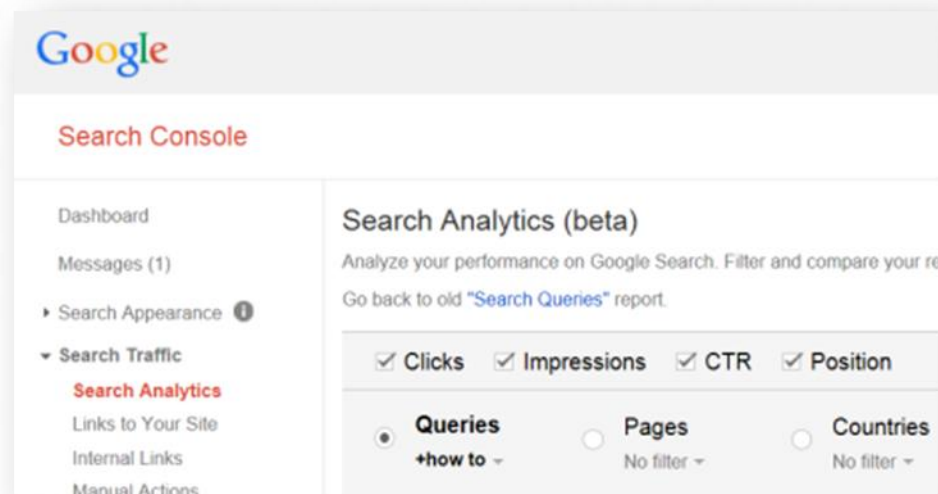 Google
Search Console
Dashboard
Messages (1)
Search Appearance
Search Traffic
Search Analytics
Links to Your Site
Internal Links
Manual Actions
Search Analytics (beta)
Analyze your performance on Google Search. Filter and compare your re
Go back to old "Search Queries" report.
Clicks Impressions CTR Position
Queries Pages Countries
+how to No filter No filter